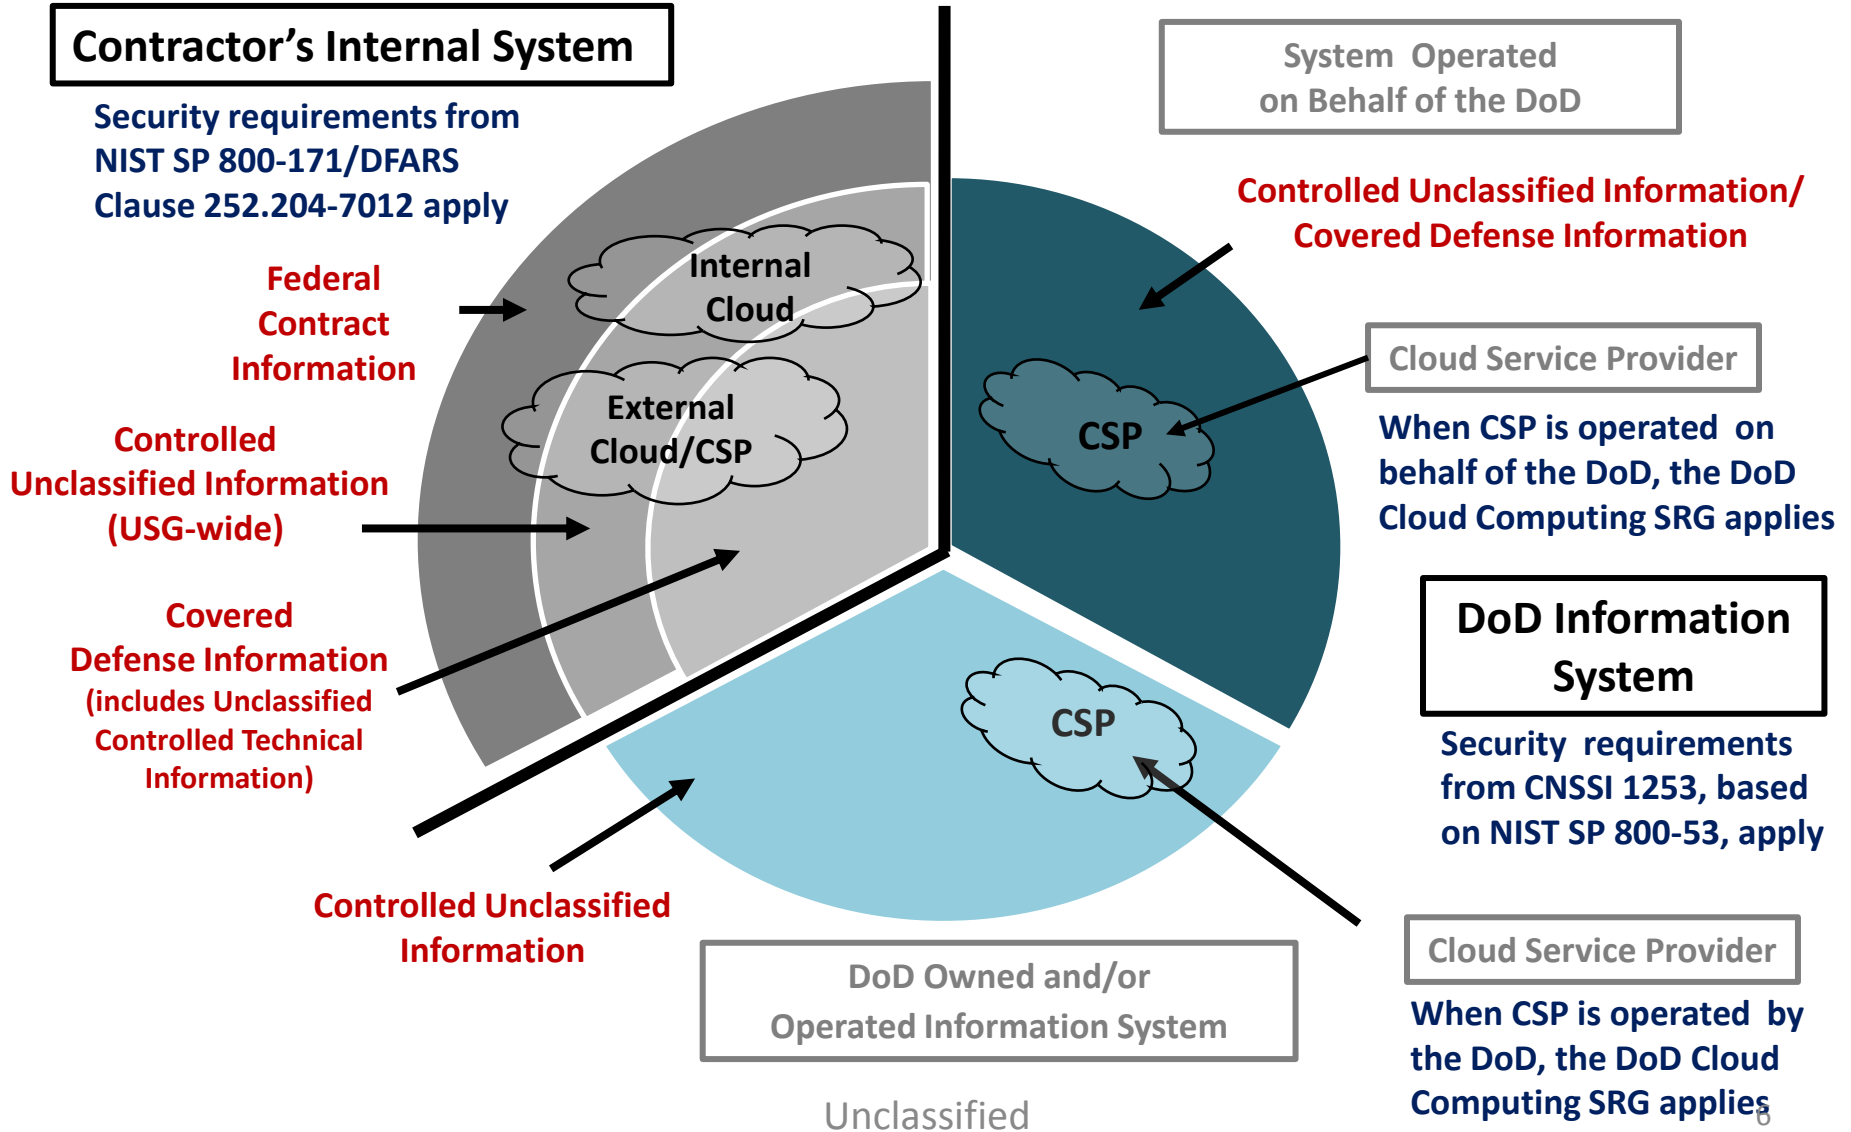 Contractor’s Internal System
Security requirements from
NIST SP 800-171/DFARS
Clause 252.204-7012 apply
Federal
Contract
Information
Controlled
Unclassified Information
(USG-wide)
Covered
Defense Information
(includes Unclassified
Controlled Technical
Information)
Internal
Cloud
External
Cloud/CSP
System Operated
on Behalf of the DoD
Controlled Unclassified Information/
Covered Defense Information
Cloud Service Provider
CSP
When CSP is operated on
behalf of the DoD, the DoD
Cloud Computing SRG applies
DoD Information
System
Security requirements
from CNSSI 1253, based
on NIST SP 800-53, apply
CSP
Controlled Unclassified
Information
DoD Owned and/or
Operated Information System
Cloud Service Provider
When CSP is operated by
the DoD, the DoD Cloud
Computing SRG applies
Unclassified
6